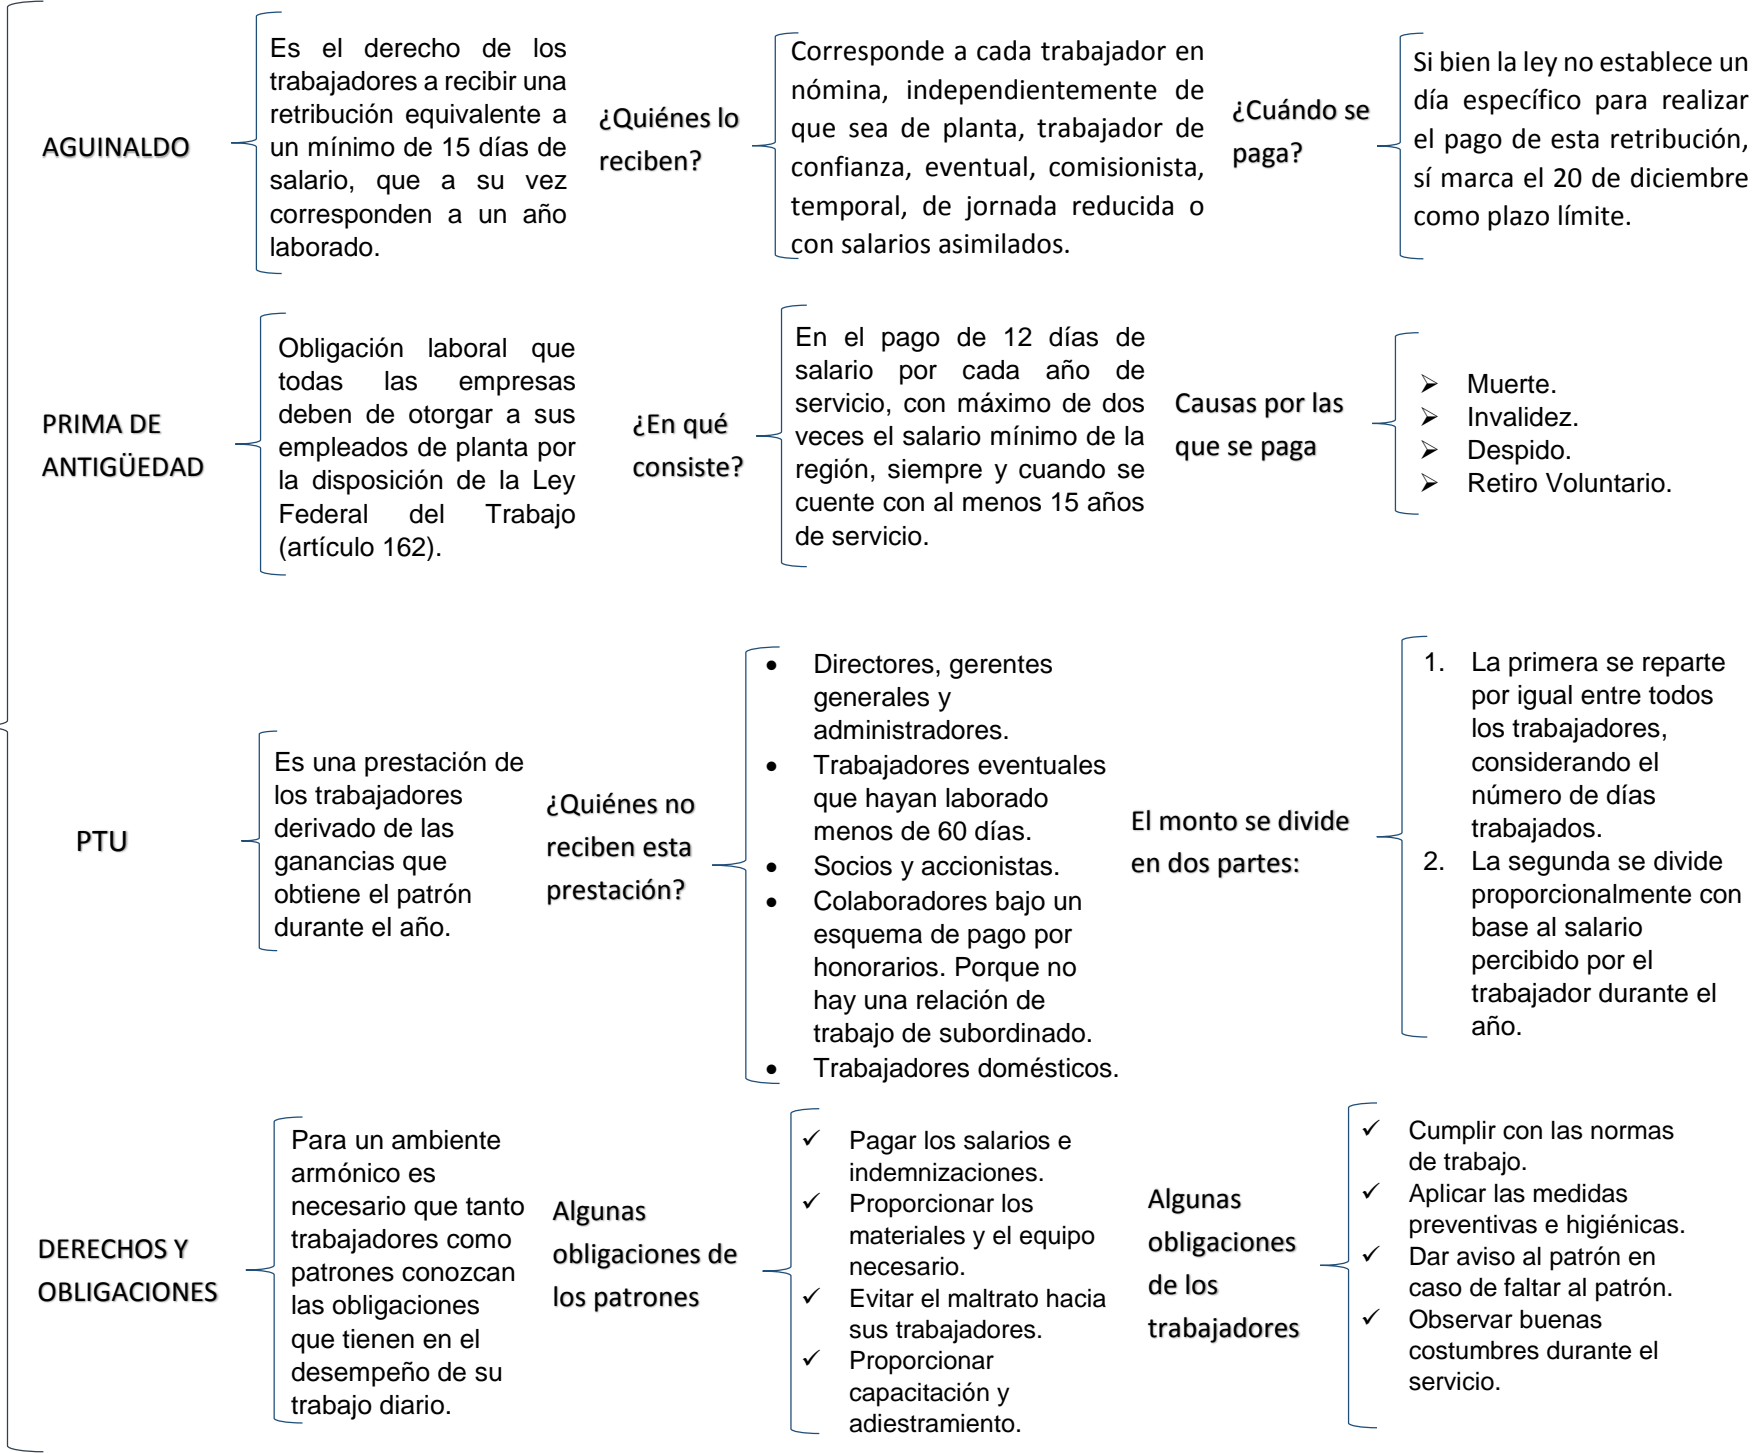 AGUINALDO
Es el derecho de los
trabajadores a recibir una
retribución equivalente a
un mínimo de 15 días de
salario, que a su vez
corresponden a un año
laborado.
¿Quiénes lo
reciben?
Corresponde a cada trabajador en
nómina, independientemente de
que sea de planta, trabajador de
confianza, eventual, comisionista,
temporal, de jornada reducida o
con salarios asimilados.
¿Cuándo se
paga?
Si bien la ley no establece un
día específico para realizar
el pago de esta retribución,
sí marca el 20 de diciembre
como plazo límite.
PRIMA DE
ANTIGÜEDAD
Obligación laboral que
todas las empresas
deben de otorgar a sus
empleados de planta por
la disposición de la Ley
Federal del Trabajo
(artículo 162).
¿En qué
consiste?
En el pago de 12 días de
salario por cada año de
servicio, con máximo de dos
veces el salario mínimo de la
región, siempre y cuando se
cuente con al menos 15 años
de servicio.
Causas por las
que se paga
➢ Muerte.
➢ Invalidez.
➢ Despido.
➢ Retiro Voluntario.
PTU
Es una prestación de
los trabajadores
derivado de las
ganancias que
obtiene el patrón
durante el año.
¿Quiénes no
reciben esta
prestación?
• Directores, gerentes
generales y
administradores.
• Trabajadores eventuales
que hayan laborado
menos de 60 días.
• Socios y accionistas.
• Colaboradores bajo un
esquema de pago por
honorarios. Porque no
hay una relación de
trabajo de subordinado.
• Trabajadores domésticos.
El monto se divide
en dos partes:
1. La primera se reparte
por igual entre todos
los trabajadores,
considerando el
número de días
trabajados.
2. La segunda se divide
proporcionalmente con
base al salario
percibido por el
trabajador durante el
año.
DERECHOS Y
OBLIGACIONES
Para un ambiente
armónico es
necesario que tanto
trabajadores como
patrones conozcan
las obligaciones
que tienen en el
desempeño de su
trabajo diario.
Algunas
obligaciones de
los patrones
✓ Pagar los salarios e
indemnizaciones.
✓ Proporcionar los
materiales y el equipo
necesario.
✓ Evitar el maltrato hacia
sus trabajadores.
✓ Proporcionar
capacitación y
adiestramiento.
Algunas
obligaciones
de los
trabajadores
✓ Cumplir con las normas
de trabajo.
✓ Aplicar las medidas
preventivas e higiénicas.
✓ Dar aviso al patrón en
caso de faltar al patrón.
✓ Observar buenas
costumbres durante el
servicio.